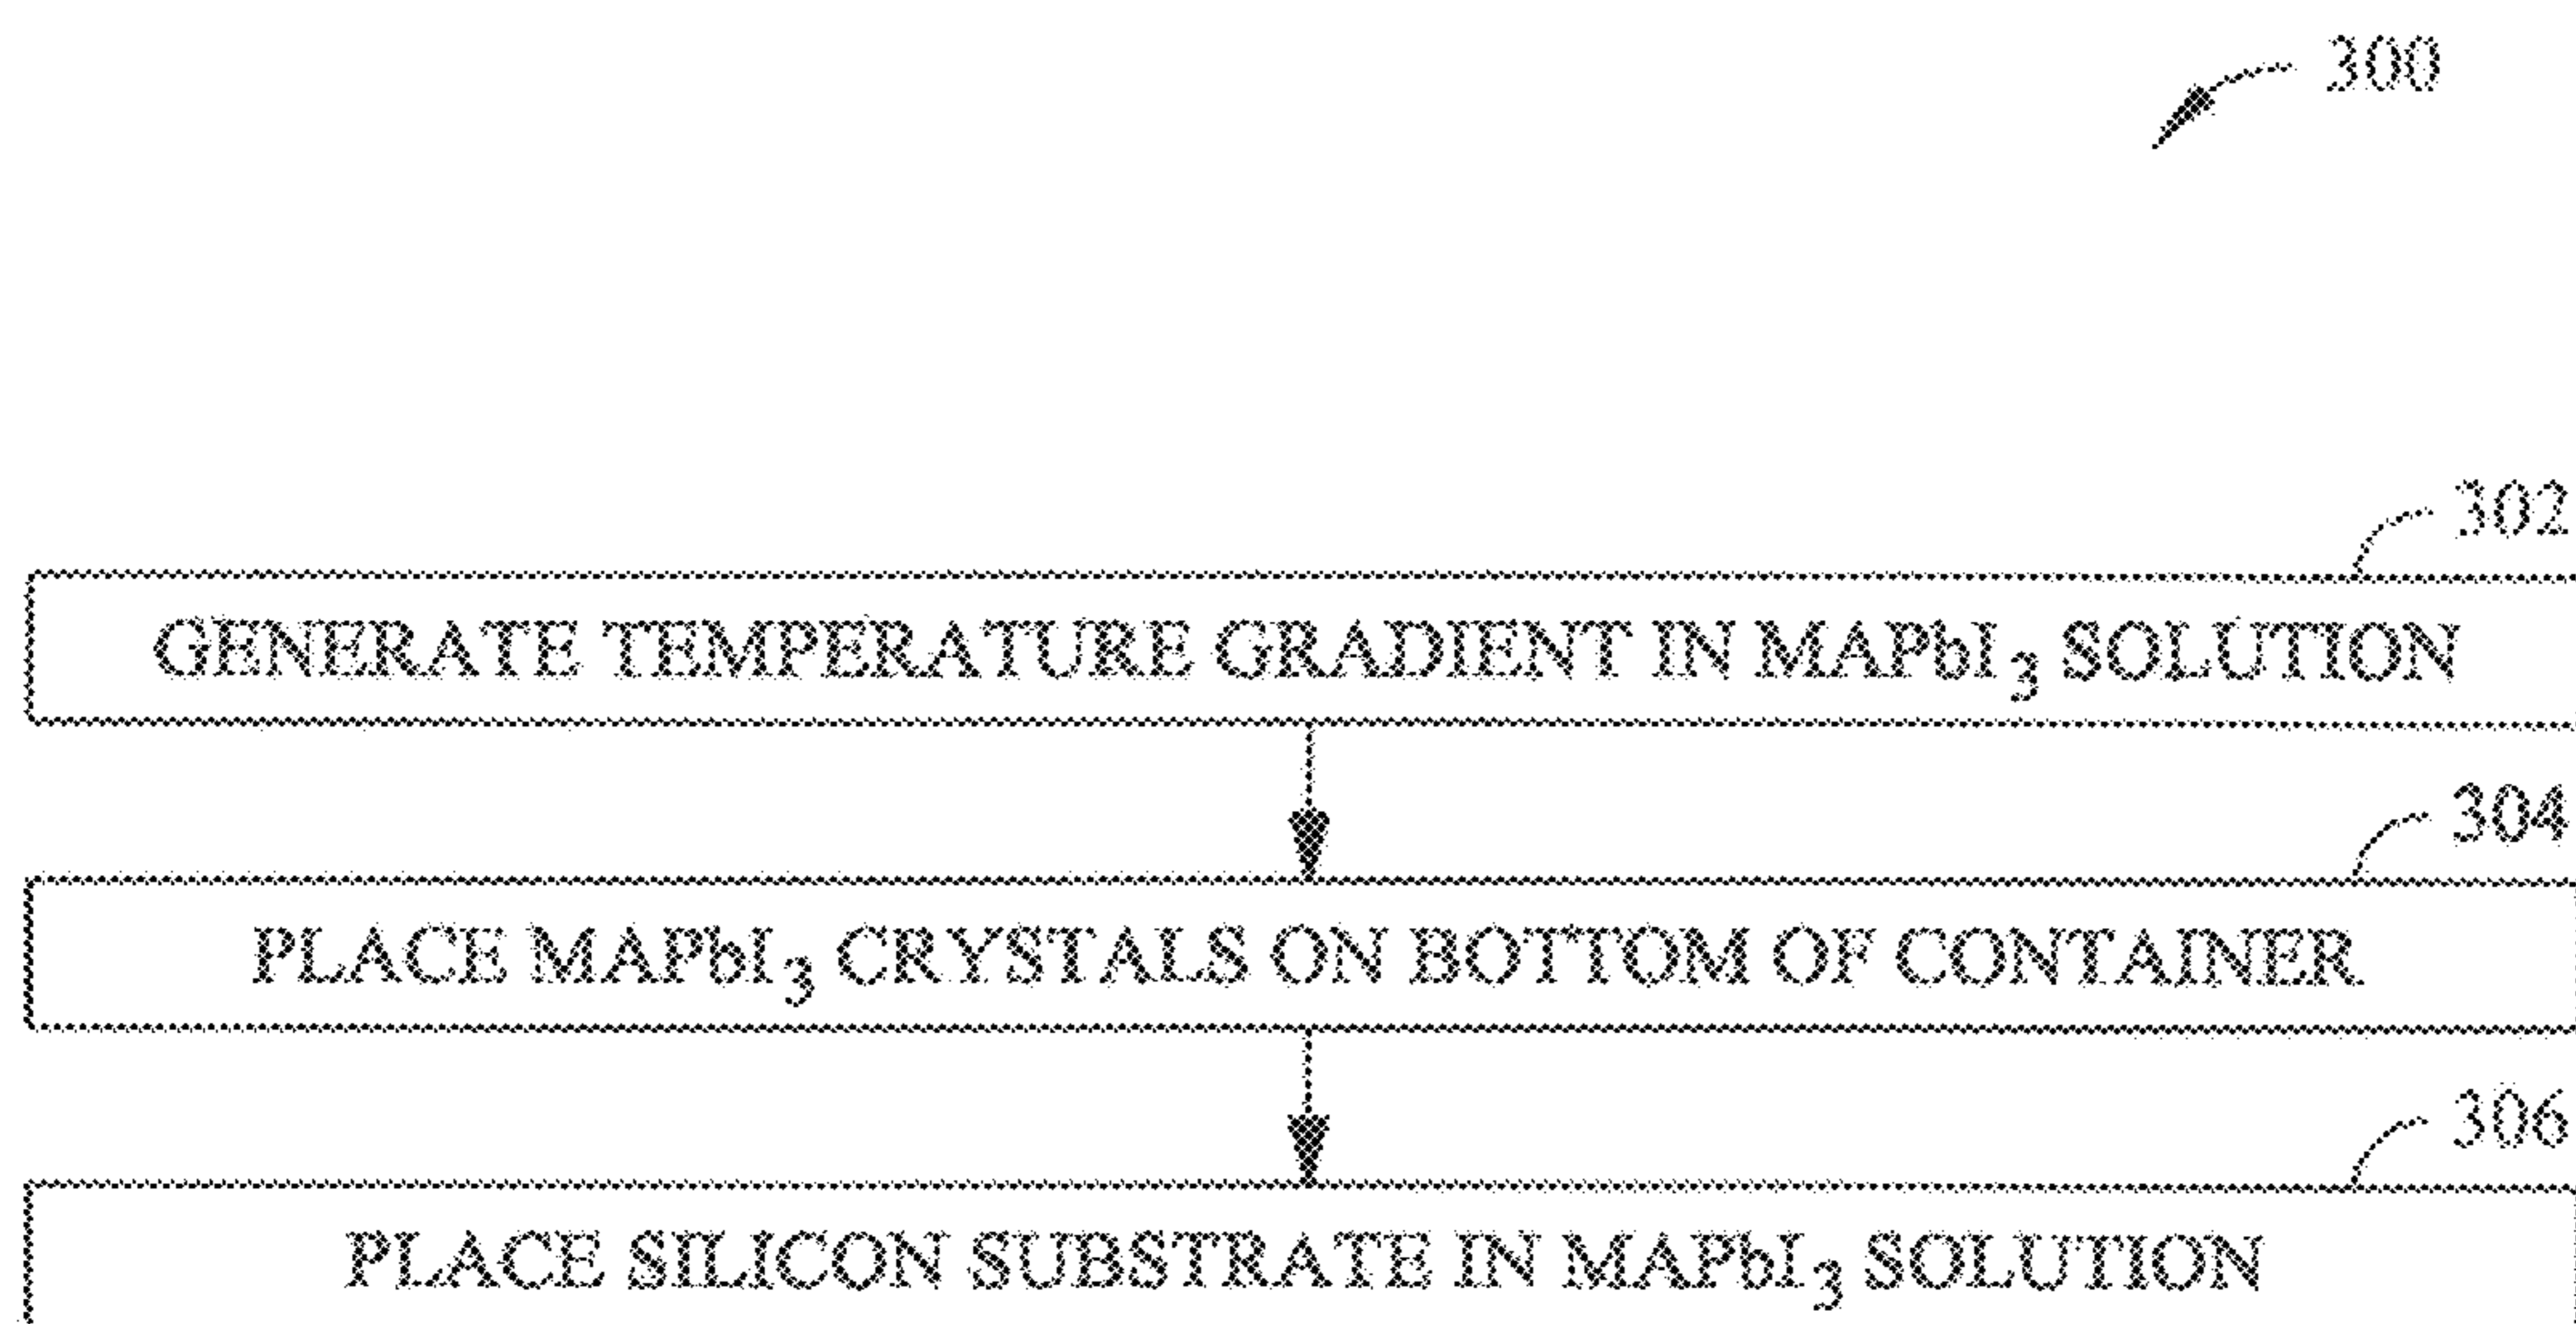 300
302
GENERATE TEMPERATURE GRADIENT IN MAPbI₃ SOLUTION
304
PLACE MAPbI₃ CRYSTALS ON BOTTOM OF CONTAINER
306
PLACE SILICON SUBSTRATE IN MAPbI₃ SOLUTION